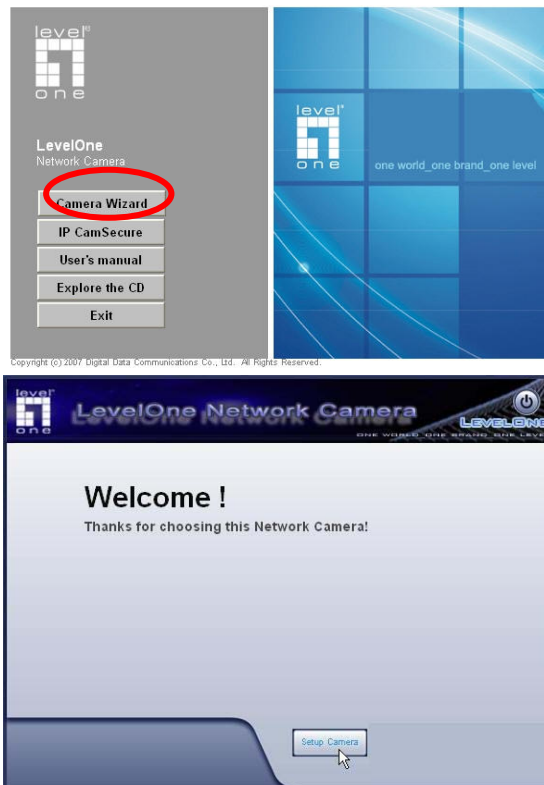 level®
one
LevelOne
Network Camera
Camera Wizard
IP CamSecure
User's manual
Explore the CD
Exit
level®
one
one world_one brand_one level
Copyright (c) 2007 Digital Data Communications Co., Ltd. All Rights Reserved.
level®
one
LevelOne Network Camera
LEVELONE
ONE WORLD ONE BRAND ONE LEVEL
Welcome !
Thanks for choosing this Network Camera!
Setup Camera